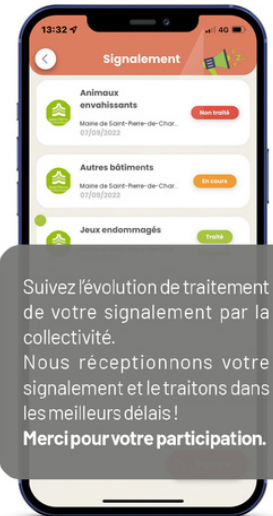 13:32
4G
Signalement
Animaux
envahissants
Non traité
Mairie de Saint-Pierre-de-Char...
07/09/2022
Autres bâtiments
En cours
Mairie de Saint-Pierre-de-Char...
07/09/2022
Jeux endommagés
Traité
Suivez l'évolution de traitement
de votre signalement par la
collectivité.
Nous réceptionnons votre
signalement et le traitons dans
les meilleurs délais !
Merci pour votre participation.